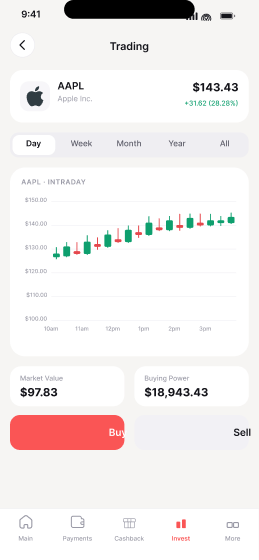 9:41
Trading
AAPL
Apple Inc.
$143.43
+31.62 (28.28%)
Day Week Month Year All
AAPL · INTRADAY
$150.00
$140.00
$130.00
$120.00
$110.00
$100.00
10am 11am 12pm 1pm 2pm 3pm
Market Value
$97.83
Buying Power
$18,943.43
Buy
Sell
Main Payments Cashback Invest More